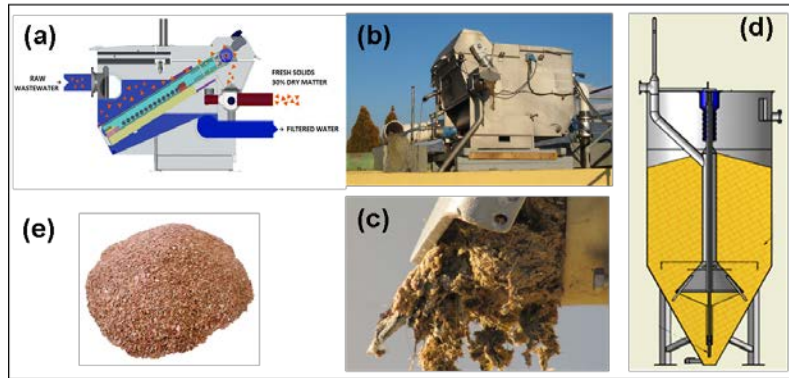 (a)
RAW
WASTEWATER
FRESH SOLIDS
30% DRY MATTER
FILTERED WATER
(b)
(c)
(d)
(e)